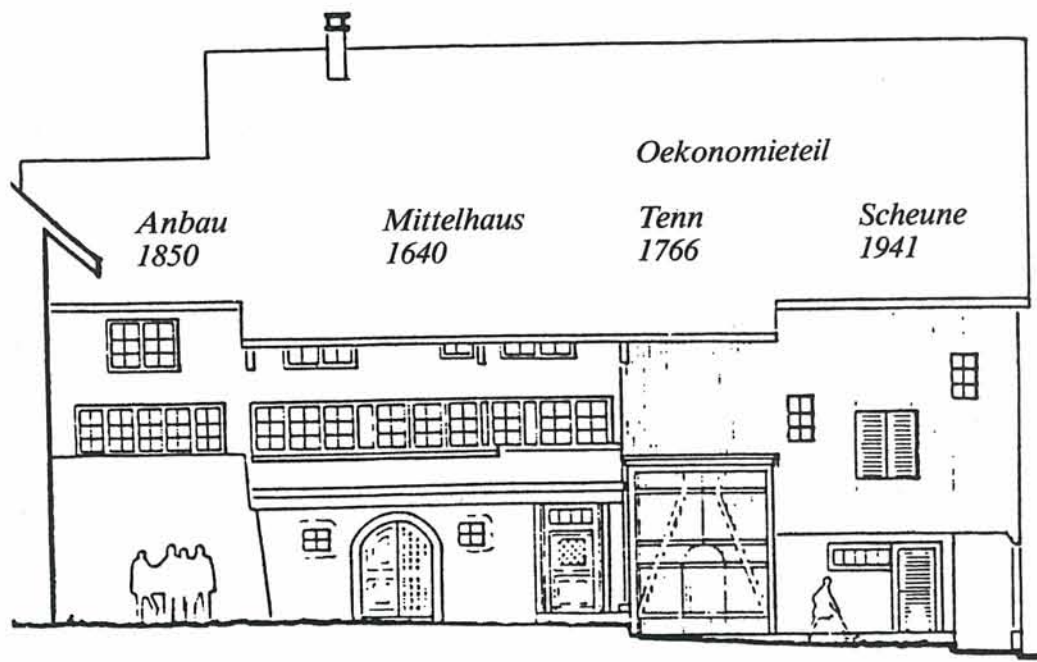 Oekonomieteil
Anbau
1850
Mittelhaus
1640
Tenn
1766
Scheune
1941